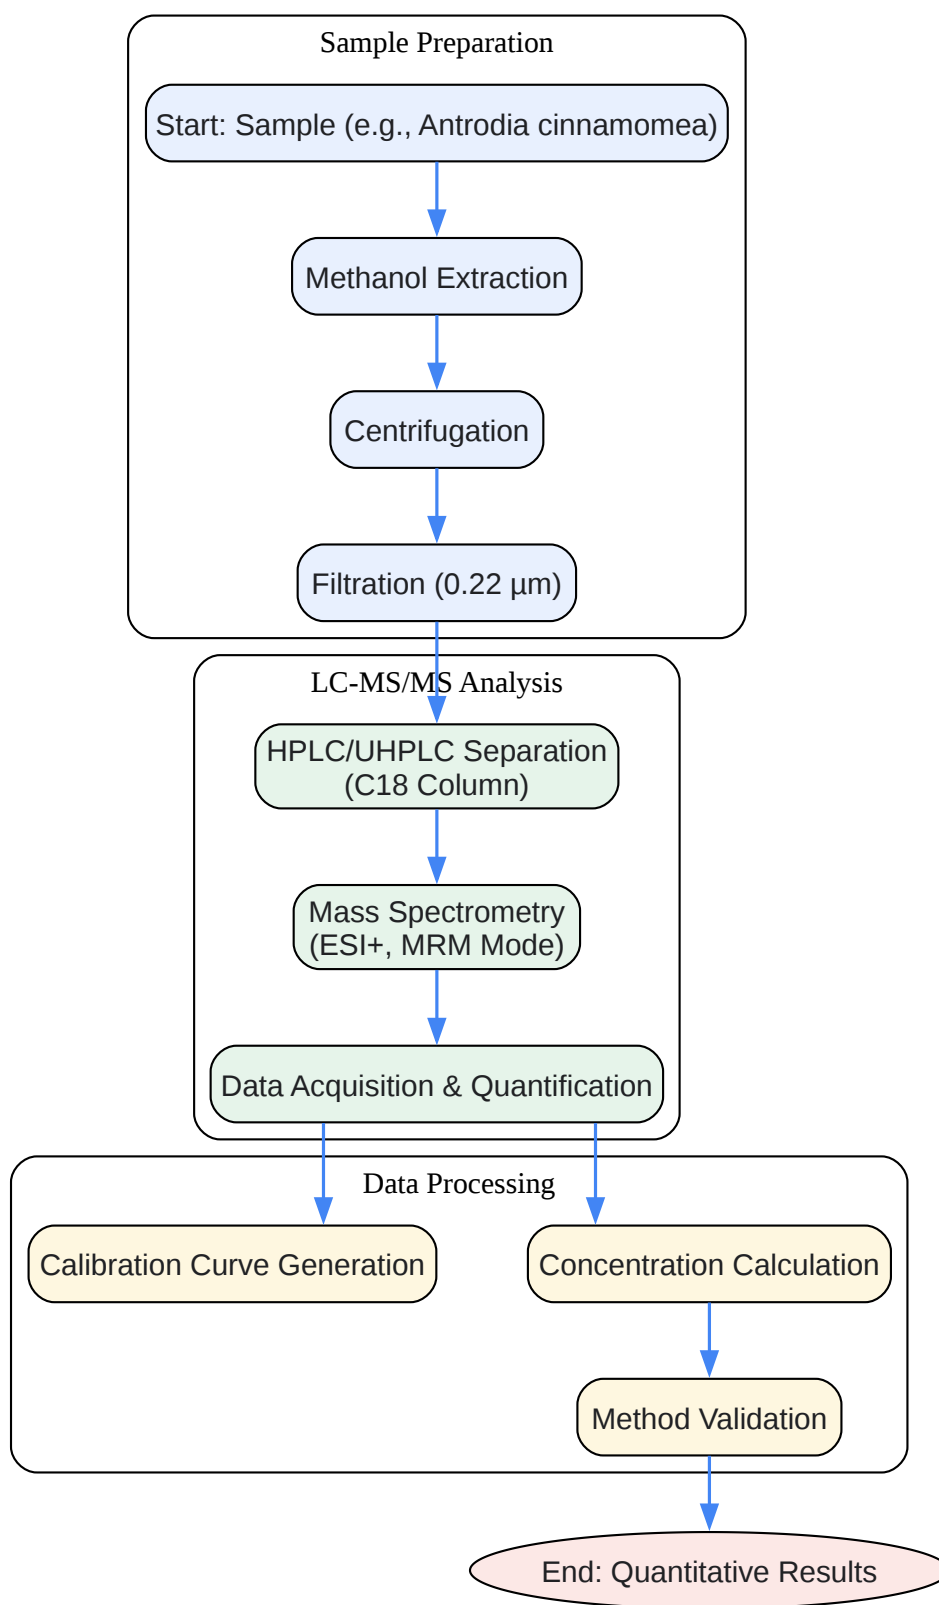 Sample Preparation
Start: Sample (e.g., Antrodia cinnamomea)
Methanol Extraction
Centrifugation
Filtration (0.22 µm)
LC-MS/MS Analysis
HPLC/UHPLC Separation
(C18 Column)
Mass Spectrometry
(ESI+, MRM Mode)
Data Acquisition & Quantification
Data Processing
Calibration Curve Generation
Concentration Calculation
Method Validation
End: Quantitative Results